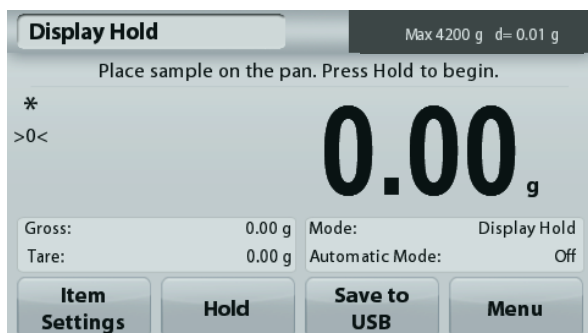 Display Hold
Max 4200 g d= 0.01 g
Place sample on the pan. Press Hold to begin.
*
>0<
0.00 g
Gross: 0.00 g
Tare: 0.00 g
Mode: Display Hold
Automatic Mode: Off
Item Settings
Hold
Save to USB
Menu